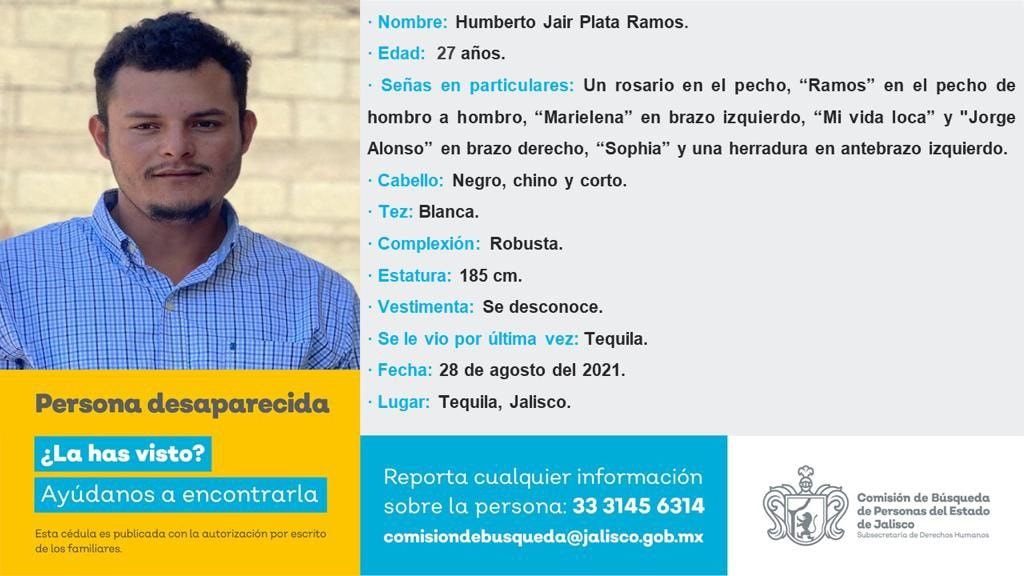 · Nombre: Humberto Jair Plata Ramos.
· Edad: 27 años.
· Señas en particulares: Un rosario en el pecho, “Ramos” en el pecho de
hombro a hombro, “Marielena” en brazo izquierdo, “Mi vida loca” y "Jorge
Alonso” en brazo derecho, “Sophia” y una herradura en antebrazo izquierdo.
· Cabello: Negro, chino y corto.
· Tez: Blanca.
· Complexión: Robusta.
· Estatura: 185 cm.
· Vestimenta: Se desconoce.
· Se le vio por última vez: Tequila.
· Fecha: 28 de agosto del 2021.
· Lugar: Tequila, Jalisco.
Persona desaparecida
¿La has visto?
Ayúdanos a encontrarla
Esta cédula es publicada con la autorización por escrito
de los familiares.
Reporta cualquier información
sobre la persona: 33 3145 6314
comisiondebusqueda@jalisco.gob.mx
Comisión de Búsqueda
de Personas del Estado
de Jalisco
Subsecretaría de Derechos Humanos